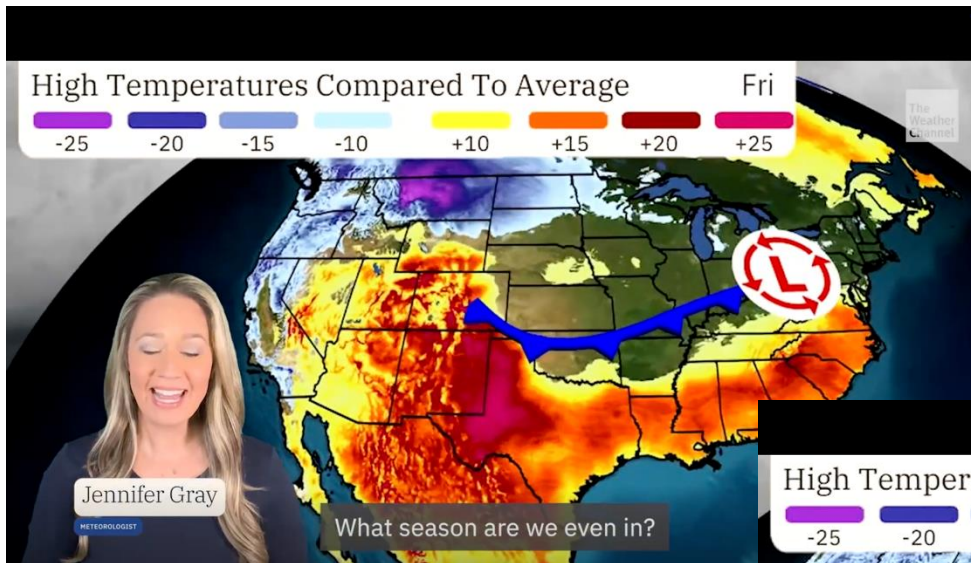 High Temperatures Compared To Average Fri
-25 -20 -15 -10 +10 +15 +20 +25
The
Weather
Channel
L
Jennifer Gray
METEOROLOGIST
What season are we even in?
High Temper
-25 -20